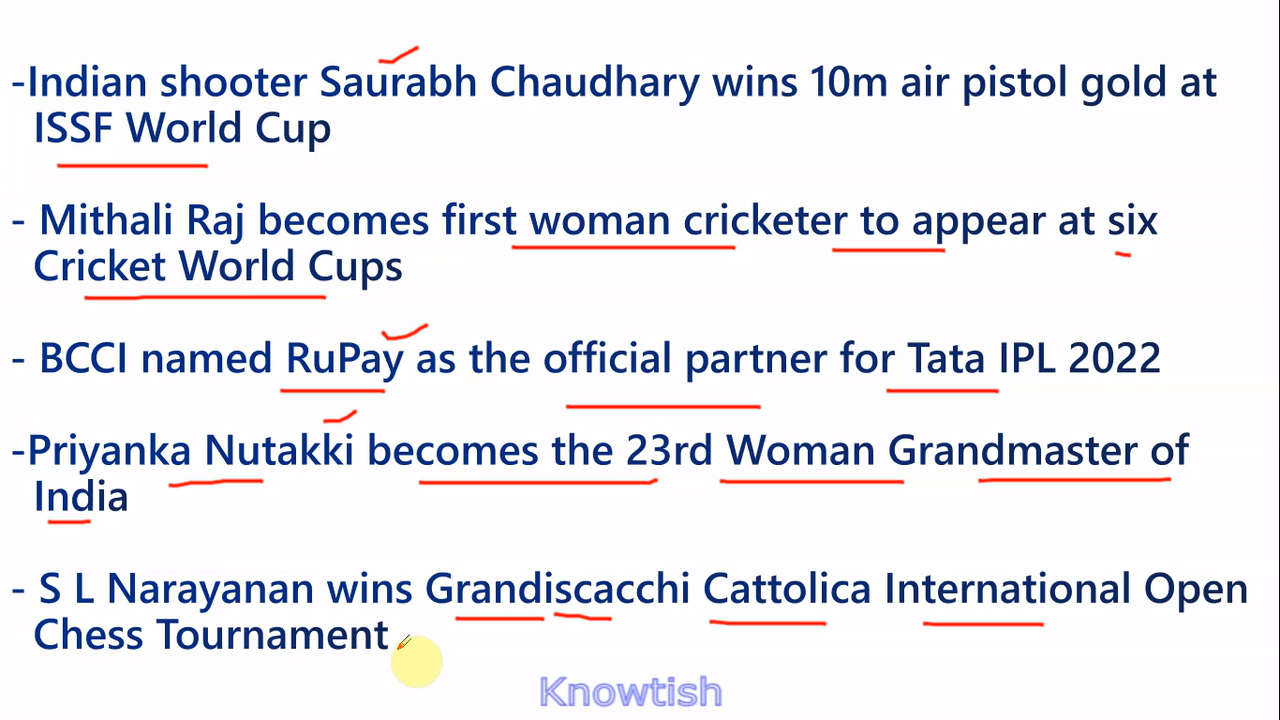 -Indian shooter Saurabh Chaudhary wins 10m air pistol gold at
ISSF World Cup
- Mithali Raj becomes first woman cricketer to appear at six
Cricket World Cups
- BCCI named RuPay as the official partner for Tata IPL 2022
-Priyanka Nutakki becomes the 23rd Woman Grandmaster of
India
- S L Narayanan wins Grandiscacchi Cattolica International Open
Chess Tournament
Knowtish